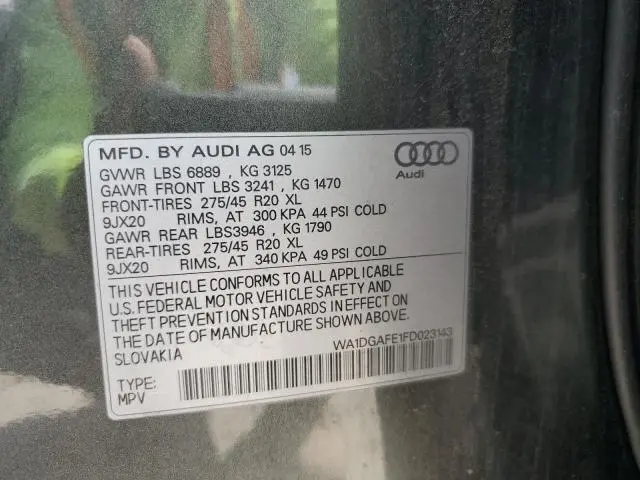 MFD. BY AUDI AG 04 15
GVWR LBS 6889 , KG 3125
GAWR FRONT LBS 3241 , KG 1470
FRONT-TIRES 275/45 R20 XL
9JX20 RIMS, AT 300 KPA 44 PSI COLD
GAWR REAR LBS3946 , KG 1790
REAR-TIRES 275/45 R20 XL
9JX20 RIMS, AT 340 KPA 49 PSI COLD
Audi
THIS VEHICLE CONFORMS TO ALL APPLICABLE
U.S. FEDERAL MOTOR VEHICLE SAFETY AND
THEFT PREVENTION STANDARDS IN EFFECT ON
THE DATE OF MANUFACTURE SHOWN ABOVE.
SLOVAKIA
WA1DGAFE1FD023143
TYPE:
MPV